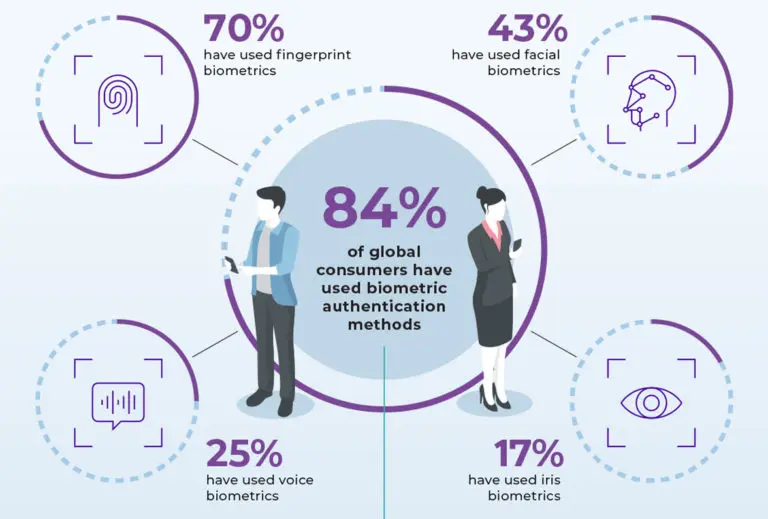 70%
have used fingerprint
biometrics
43%
have used facial
biometrics
84%
of global
consumers have
used biometric
authentication
methods
25%
have used voice
biometrics
17%
have used iris
biometrics